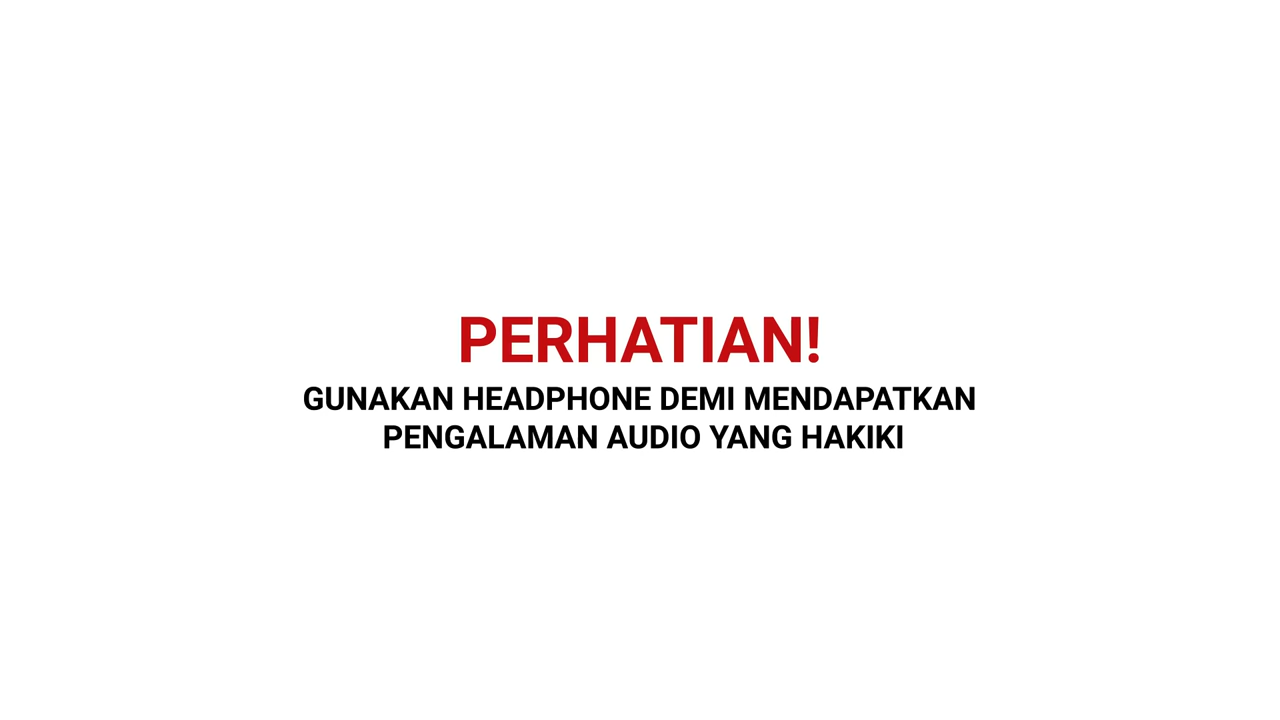 PERHATIAN!
GUNAKAN HEADPHONE DEMI MENDAPATKAN
PENGALAMAN AUDIO YANG HAKIKI